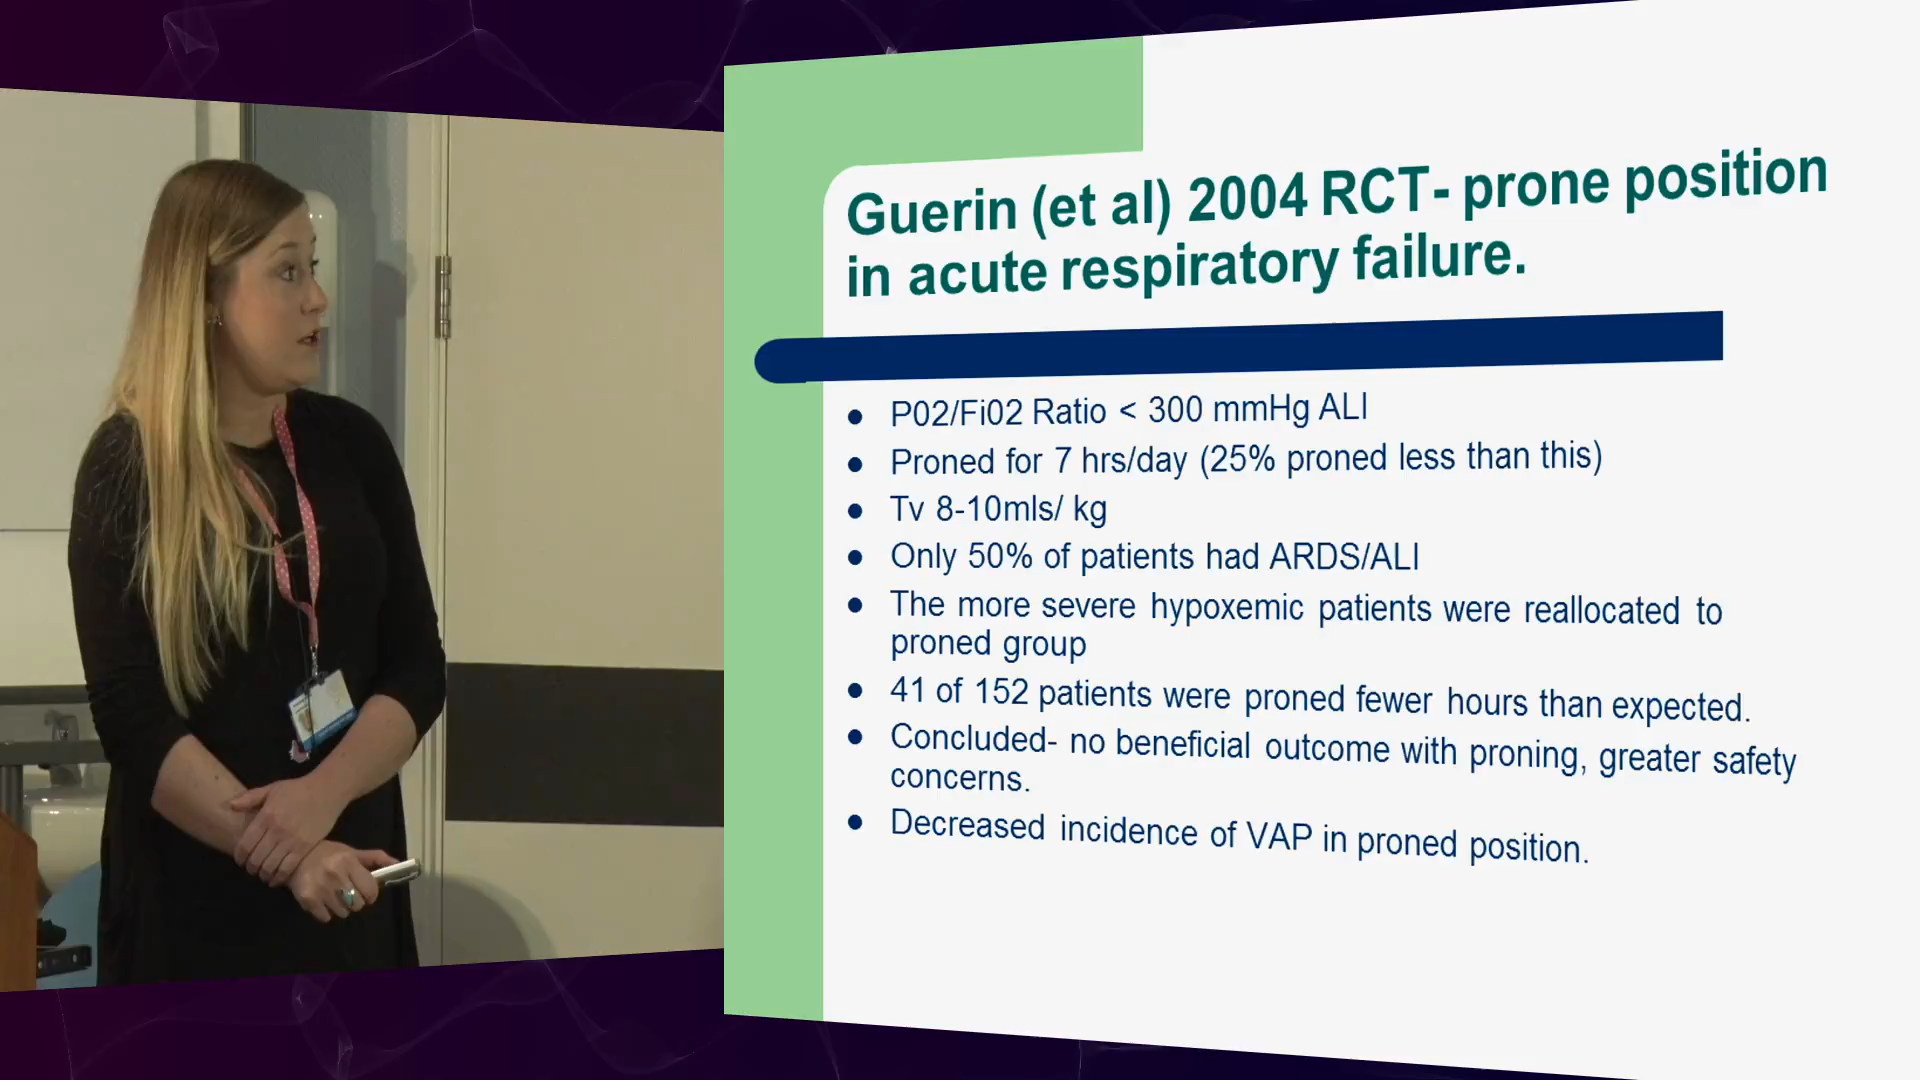 Guerin (et al) 2004 RCT- prone position
in acute respiratory failure.
P02/Fi02 Ratio < 300 mmHg ALI
Proned for 7 hrs/day (25% proned less than this)
Tv 8-10mls/ kg
Only 50% of patients had ARDS/ALI
The more severe hypoxemic patients were reallocated to
proned group
41 of 152 patients were proned fewer hours than expected.
Concluded- no beneficial outcome with proning, greater safety
concerns.
Decreased incidence of VAP in proned position.